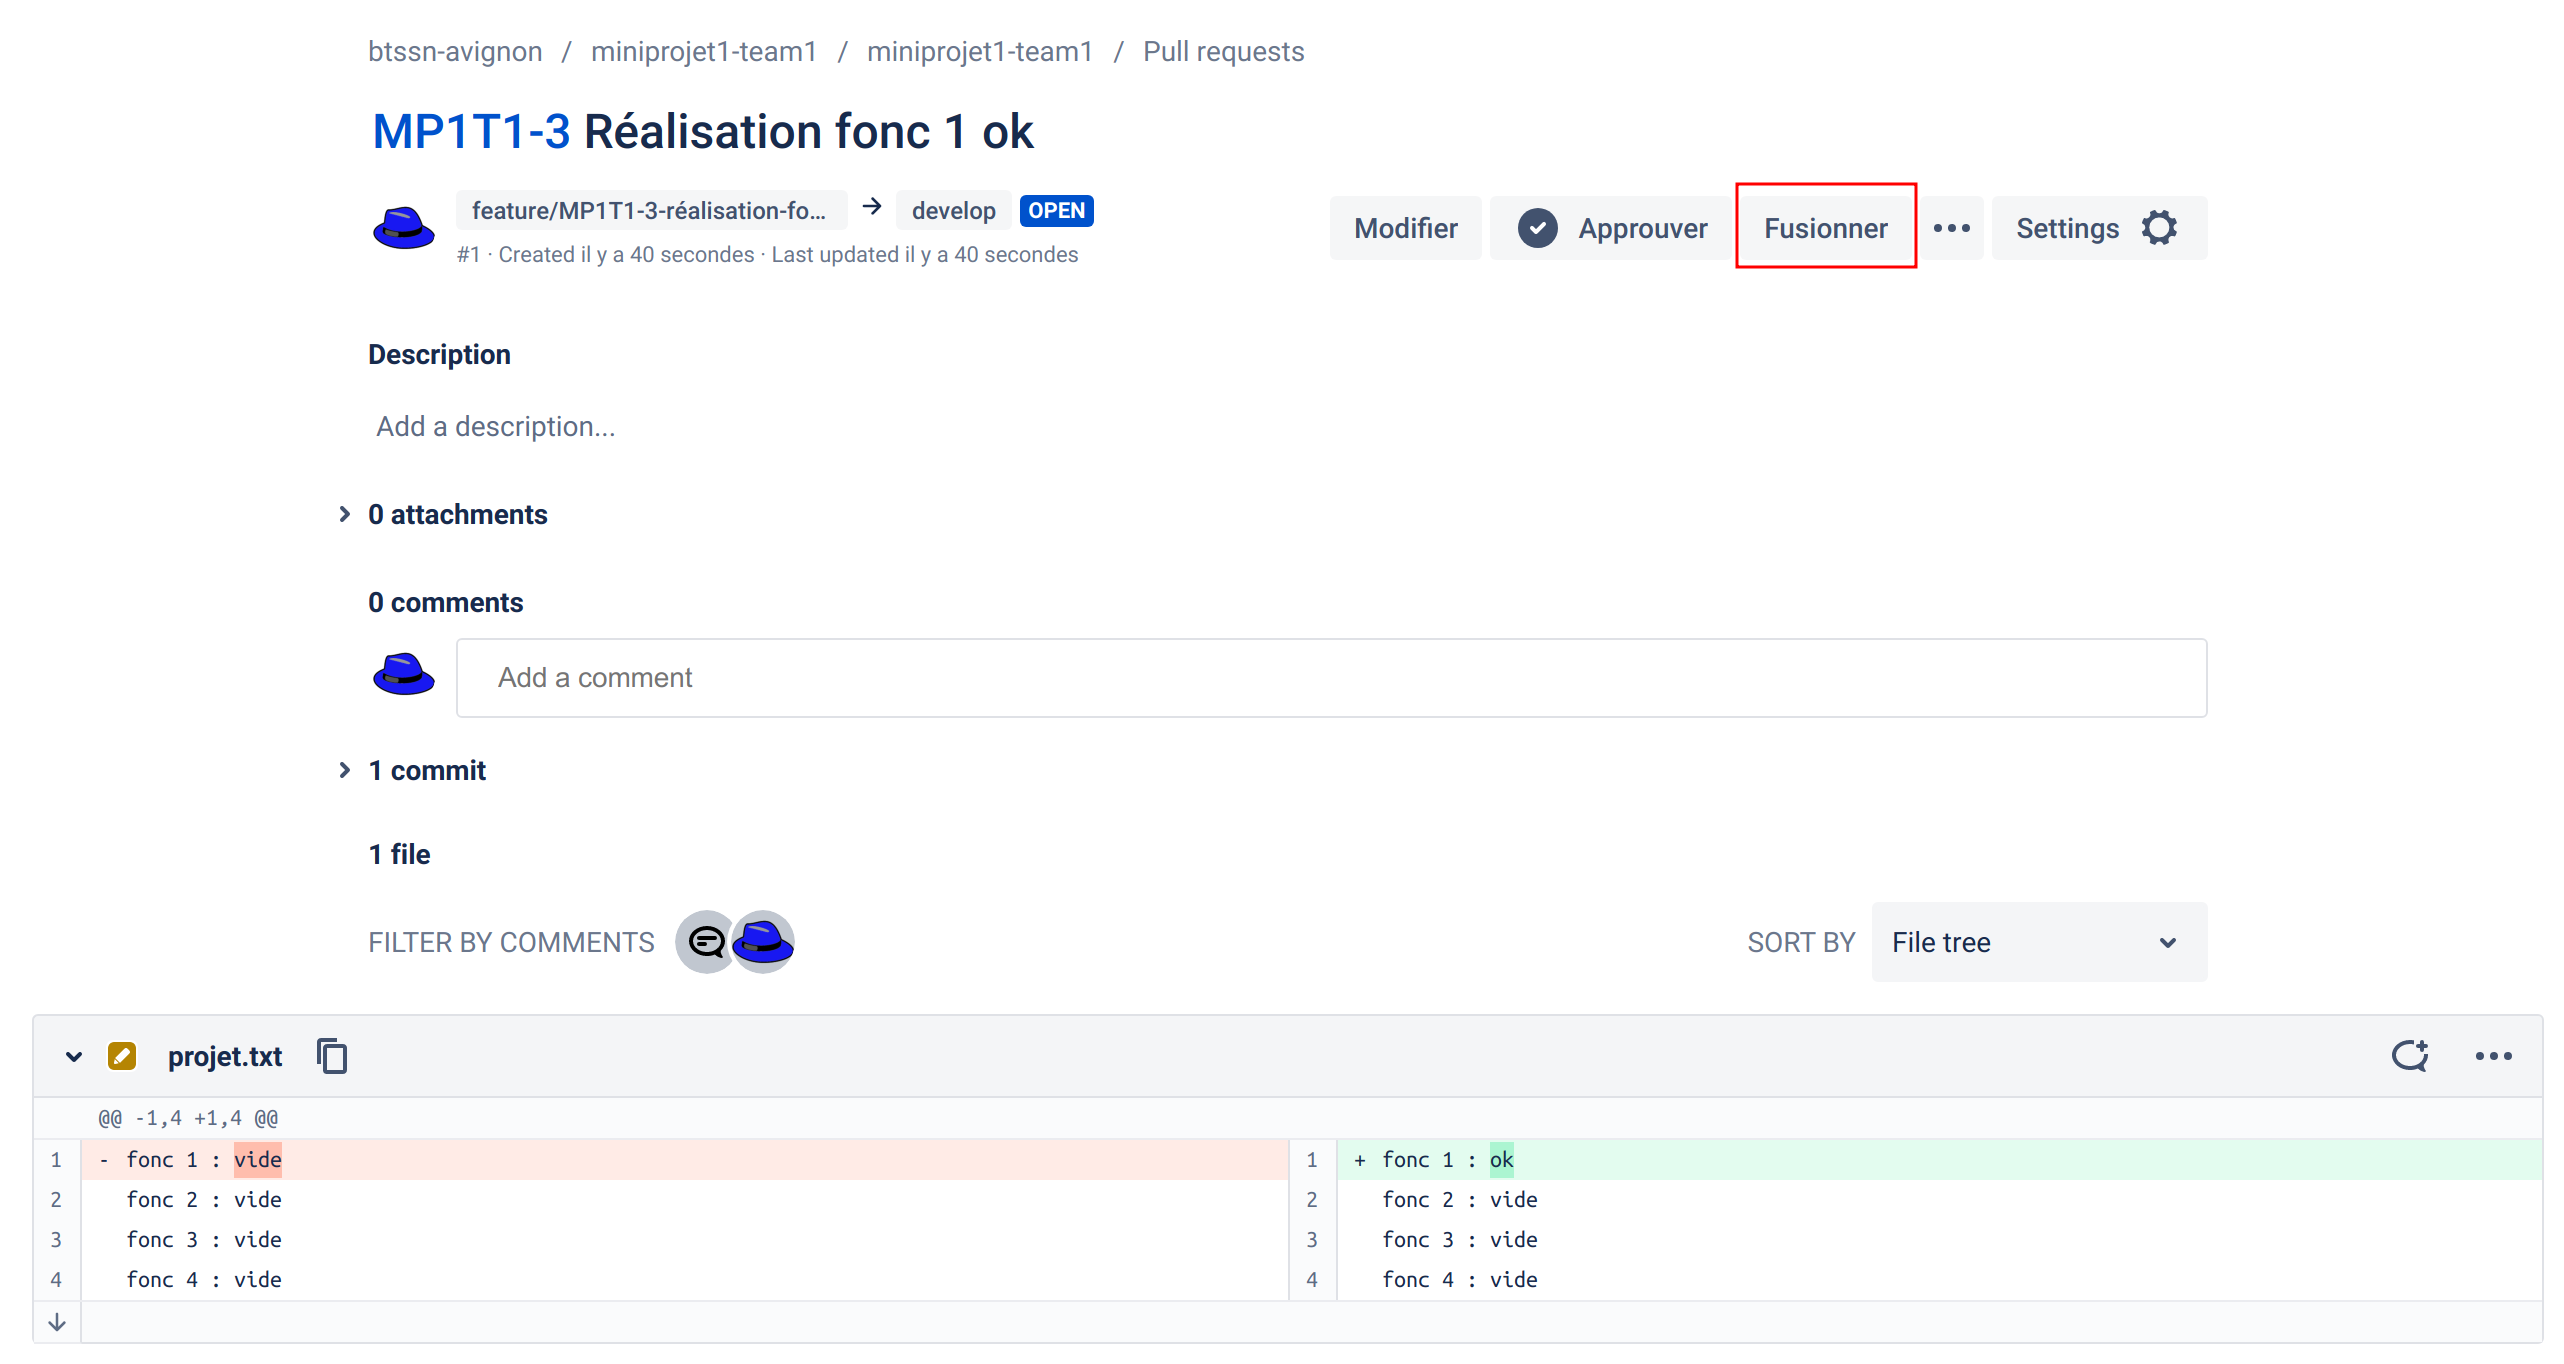 btssn-avignon / miniprojet1-team1 / miniprojet1-team1 / Pull requests
MP1T1-3 Réalisation fonc 1 ok
feature/MP1T1-3-réalisation-fo... → develop OPEN
#1 · Created il y a 40 secondes · Last updated il y a 40 secondes
Modifier Approuver Fusionner ••• Settings
Description
Add a description...
0 attachments
0 comments
Add a comment
1 commit
1 file
FILTER BY COMMENTS SORT BY File tree
projet.txt
@@ -1,4 +1,4 @@
1 - fonc 1 : vide 1 + fonc 1 : ok
2 fonc 2 : vide 2 fonc 2 : vide
3 fonc 3 : vide 3 fonc 3 : vide
4 fonc 4 : vide 4 fonc 4 : vide